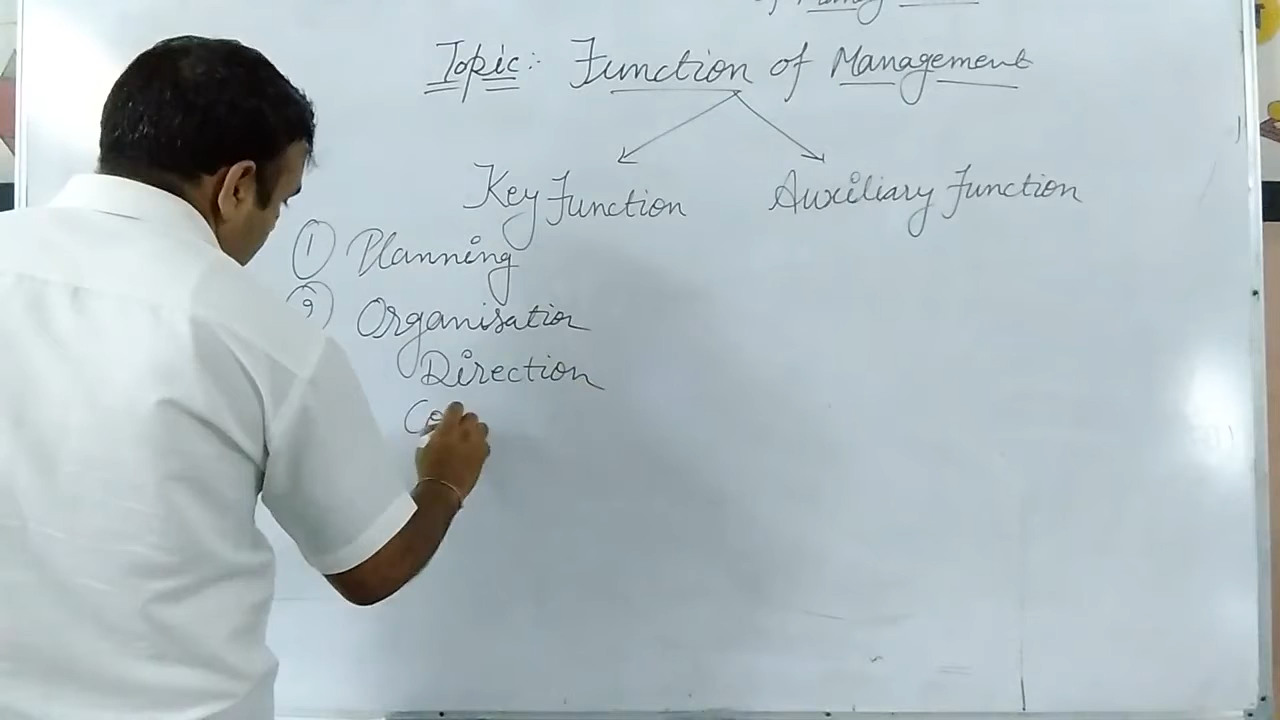 Topic:- Function of Management
Key Function
Auxiliary Function
① Planning
② Organisation
Direction